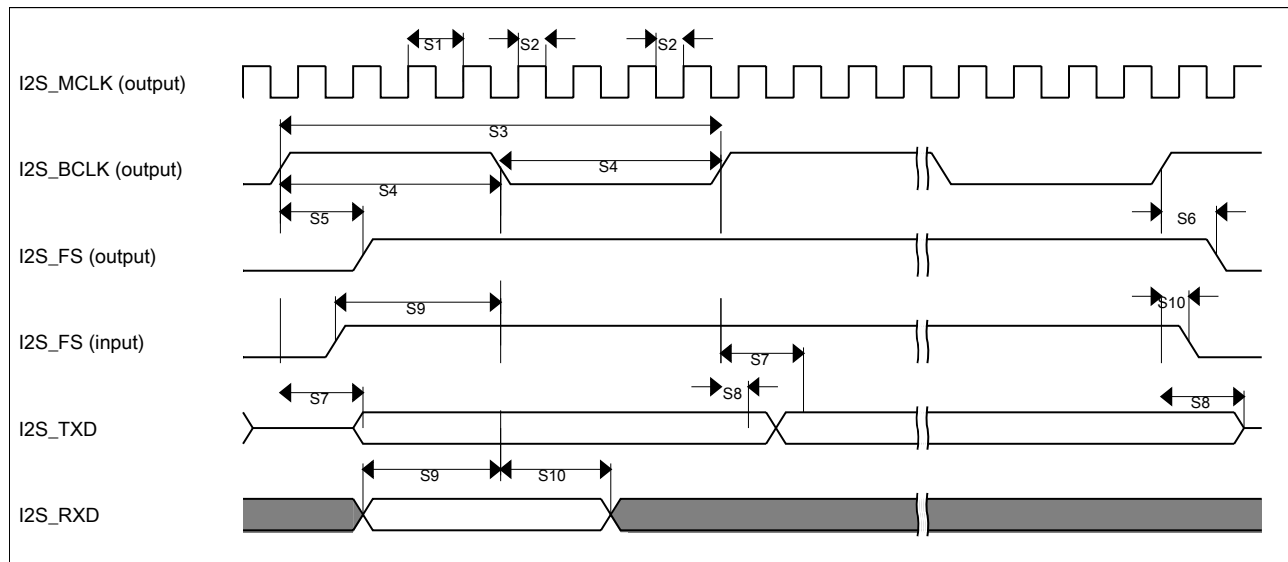 S1
S2
S2
I2S_MCLK (output)
S3
I2S_BCLK (output)
S4
S4
S5
S6
I2S_FS (output)
S9
S10
I2S_FS (input)
S7
S7
S8
S8
I2S_TXD
S9
S10
I2S_RXD